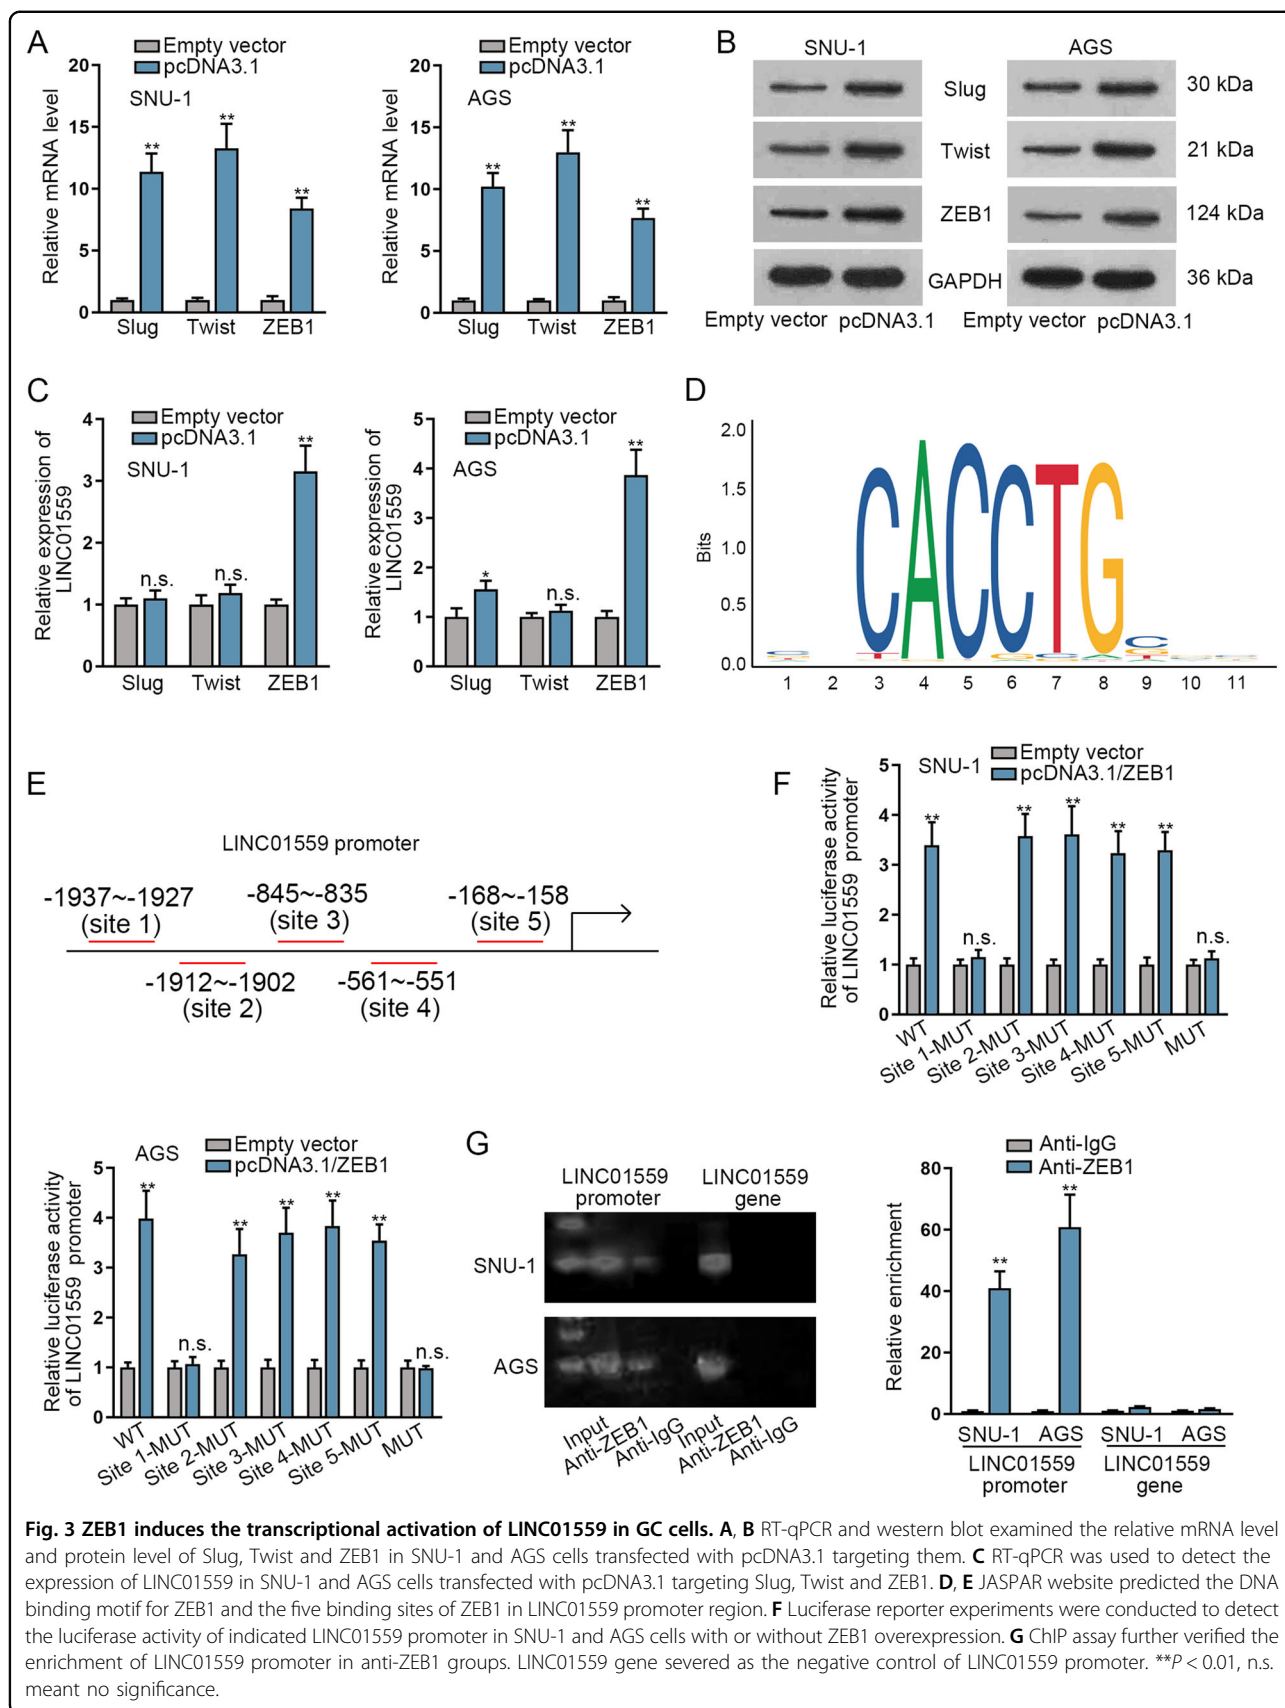 A
Empty vector
pcDNA3.1
SNU-1
Relative mRNA level
20
15
10
5
0
**
**
**
Slug Twist ZEB1
Empty vector
pcDNA3.1
AGS
Relative mRNA level
20
15
10
5
0
**
**
**
Slug Twist ZEB1
B
SNU-1 AGS
Slug 30 kDa
Twist 21 kDa
ZEB1 124 kDa
GAPDH 36 kDa
Empty vector pcDNA3.1 Empty vector pcDNA3.1
C
Empty vector
pcDNA3.1
SNU-1
Relative expression of
LINC01559
4
3
2
1
0
n.s.
n.s.
**
Slug Twist ZEB1
Empty vector
pcDNA3.1
AGS
Relative expression of
LINC01559
5
4
3
2
1
0
*
n.s.
**
Slug Twist ZEB1
D
Bits
2.0
1.5
1.0
0.5
0.0
CACCTG
1 2 3 4 5 6 7 8 9 10 11
E
LINC01559 promoter
-1937~-1927
(site 1)
-845~-835
(site 3)
-168~-158
(site 5)
-1912~-1902
(site 2)
-561~-551
(site 4)
F
Empty vector
pcDNA3.1/ZEB1
SNU-1
Relative luciferase activity
of LINC01559 promoter
5
4
3
2
1
0
**
n.s.
**
**
**
**
n.s.
WT
Site 1-MUT
Site 2-MUT
Site 3-MUT
Site 4-MUT
Site 5-MUT
MUT
Empty vector
pcDNA3.1/ZEB1
AGS
Relative luciferase activity
of LINC01559 promoter
5
4
3
2
1
0
**
n.s.
**
**
**
**
n.s.
WT
Site 1-MUT
Site 2-MUT
Site 3-MUT
Site 4-MUT
Site 5-MUT
MUT
G
LINC01559
promoter
LINC01559
gene
SNU-1
AGS
Input
Anti-ZEB1
Anti-IgG
Input
Anti-ZEB1
Anti-IgG
Anti-IgG
Anti-ZEB1
Relative enrichment
80
60
40
20
0
**
**
SNU-1 AGS SNU-1 AGS
LINC01559
promoter
LINC01559
gene
Fig. 3 ZEB1 induces the transcriptional activation of LINC01559 in GC cells. A, B RT-qPCR and western blot examined the relative mRNA level
and protein level of Slug, Twist and ZEB1 in SNU-1 and AGS cells transfected with pcDNA3.1 targeting them. C RT-qPCR was used to detect the
expression of LINC01559 in SNU-1 and AGS cells transfected with pcDNA3.1 targeting Slug, Twist and ZEB1. D, E JASPAR website predicted the DNA
binding motif for ZEB1 and the five binding sites of ZEB1 in LINC01559 promoter region. F Luciferase reporter experiments were conducted to detect
the luciferase activity of indicated LINC01559 promoter in SNU-1 and AGS cells with or without ZEB1 overexpression. G ChIP assay further verified the
enrichment of LINC01559 promoter in anti-ZEB1 groups. LINC01559 gene severed as the negative control of LINC01559 promoter. **P < 0.01, n.s.
meant no significance.